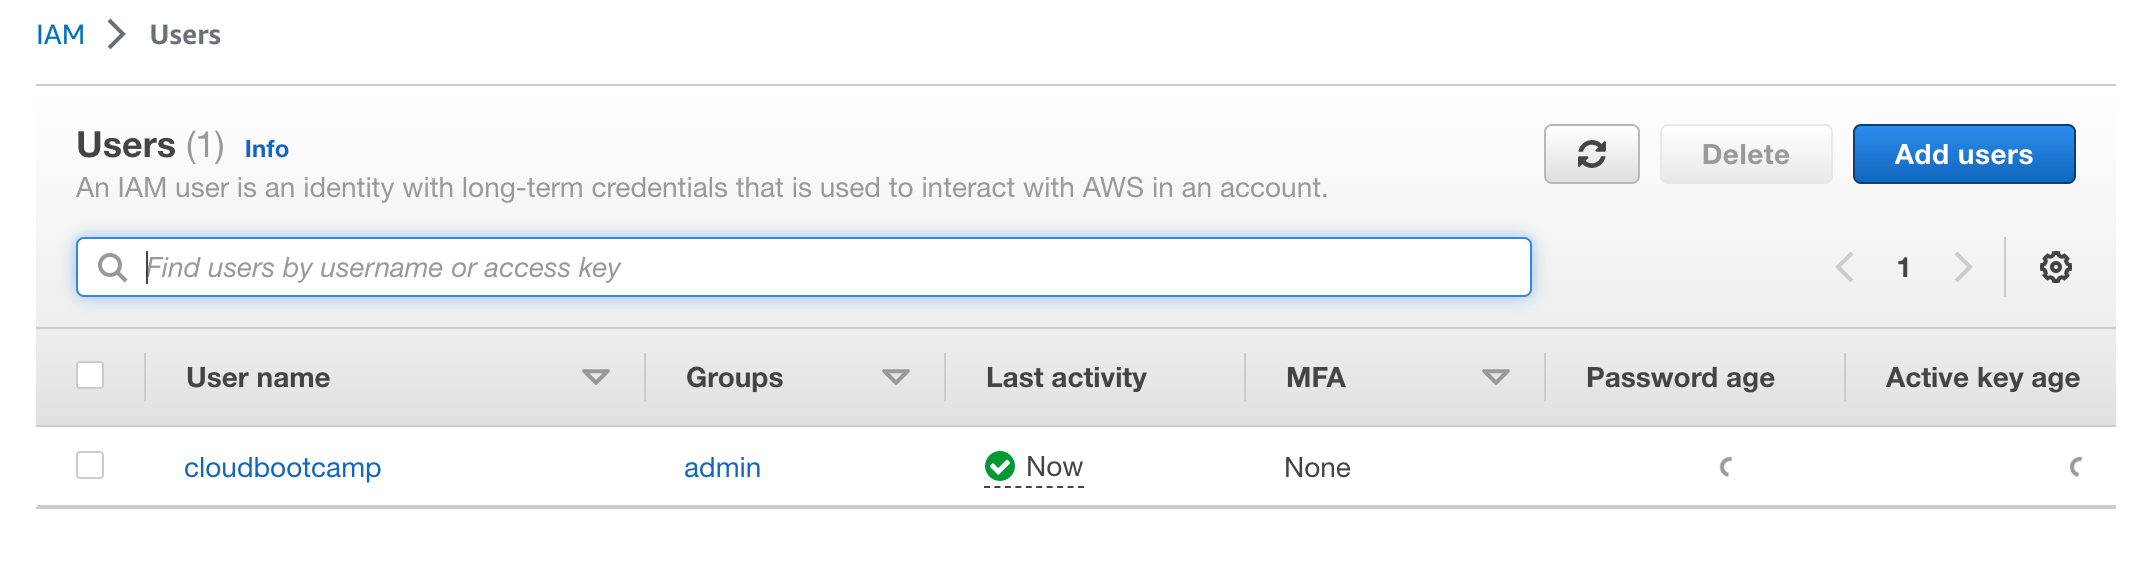 IAM > Users
Users (1) Info
Delete
Add users
An IAM user is an identity with long-term credentials that is used to interact with AWS in an account.
Find users by username or access key
1
User name Groups Last activity MFA Password age Active key age
cloudbootcamp admin Now None